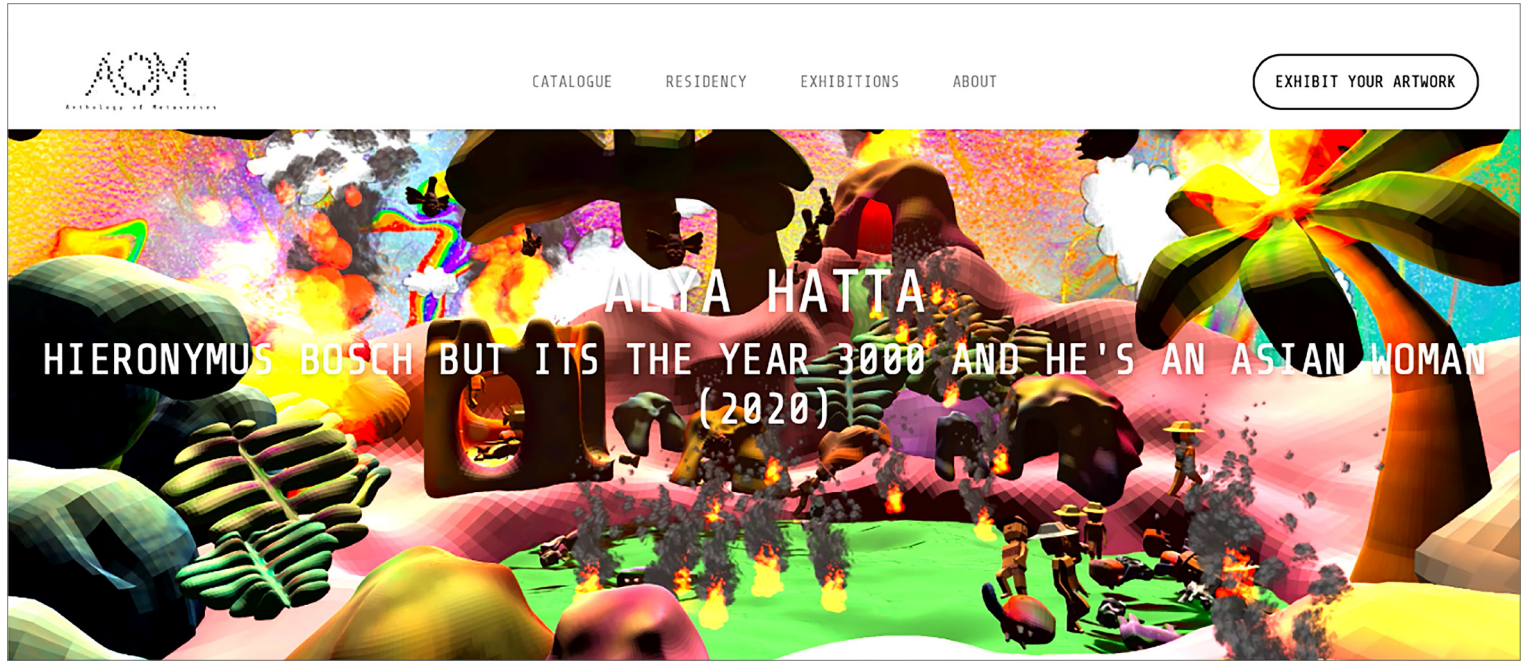 AOM
Anthology of Metaverses
CATALOGUE RESIDENCY EXHIBITIONS ABOUT
EXHIBIT YOUR ARTWORK
ALYA HATTA
HIERONYMUS BOSCH BUT ITS THE YEAR 3000 AND HE'S AN ASIAN WOMAN
(2020)